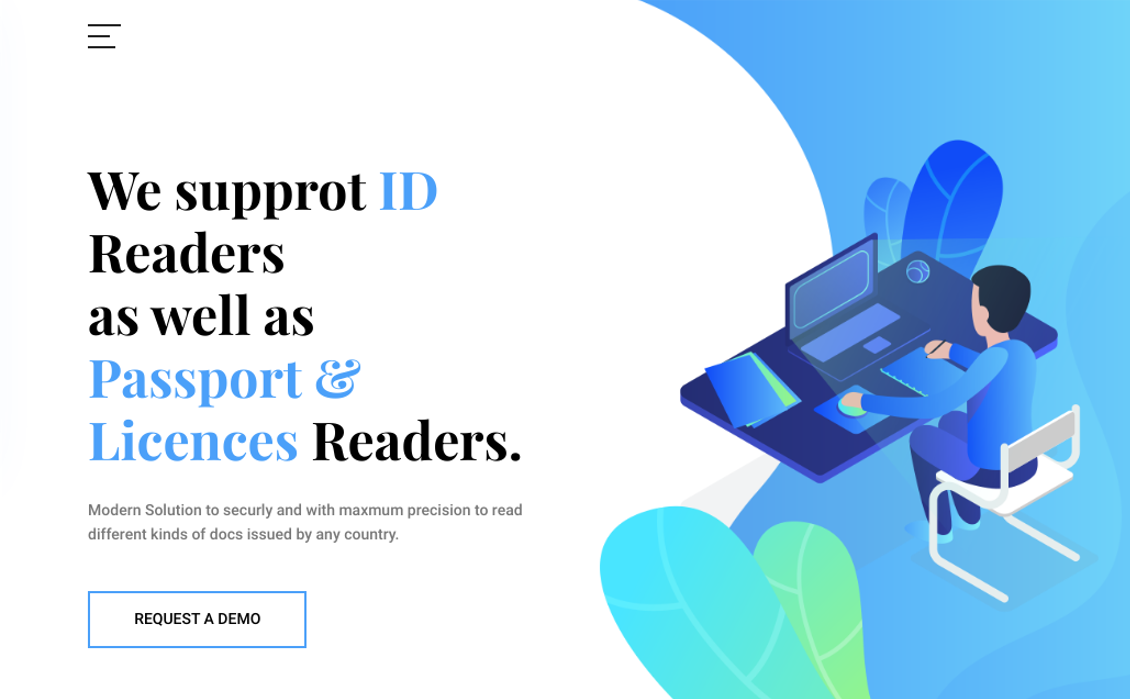 We supprot ID
Readers
as well as
Passport &
Licences Readers.
Modern Solution to securly and with maxmum precision to read
different kinds of docs issued by any country.
REQUEST A DEMO